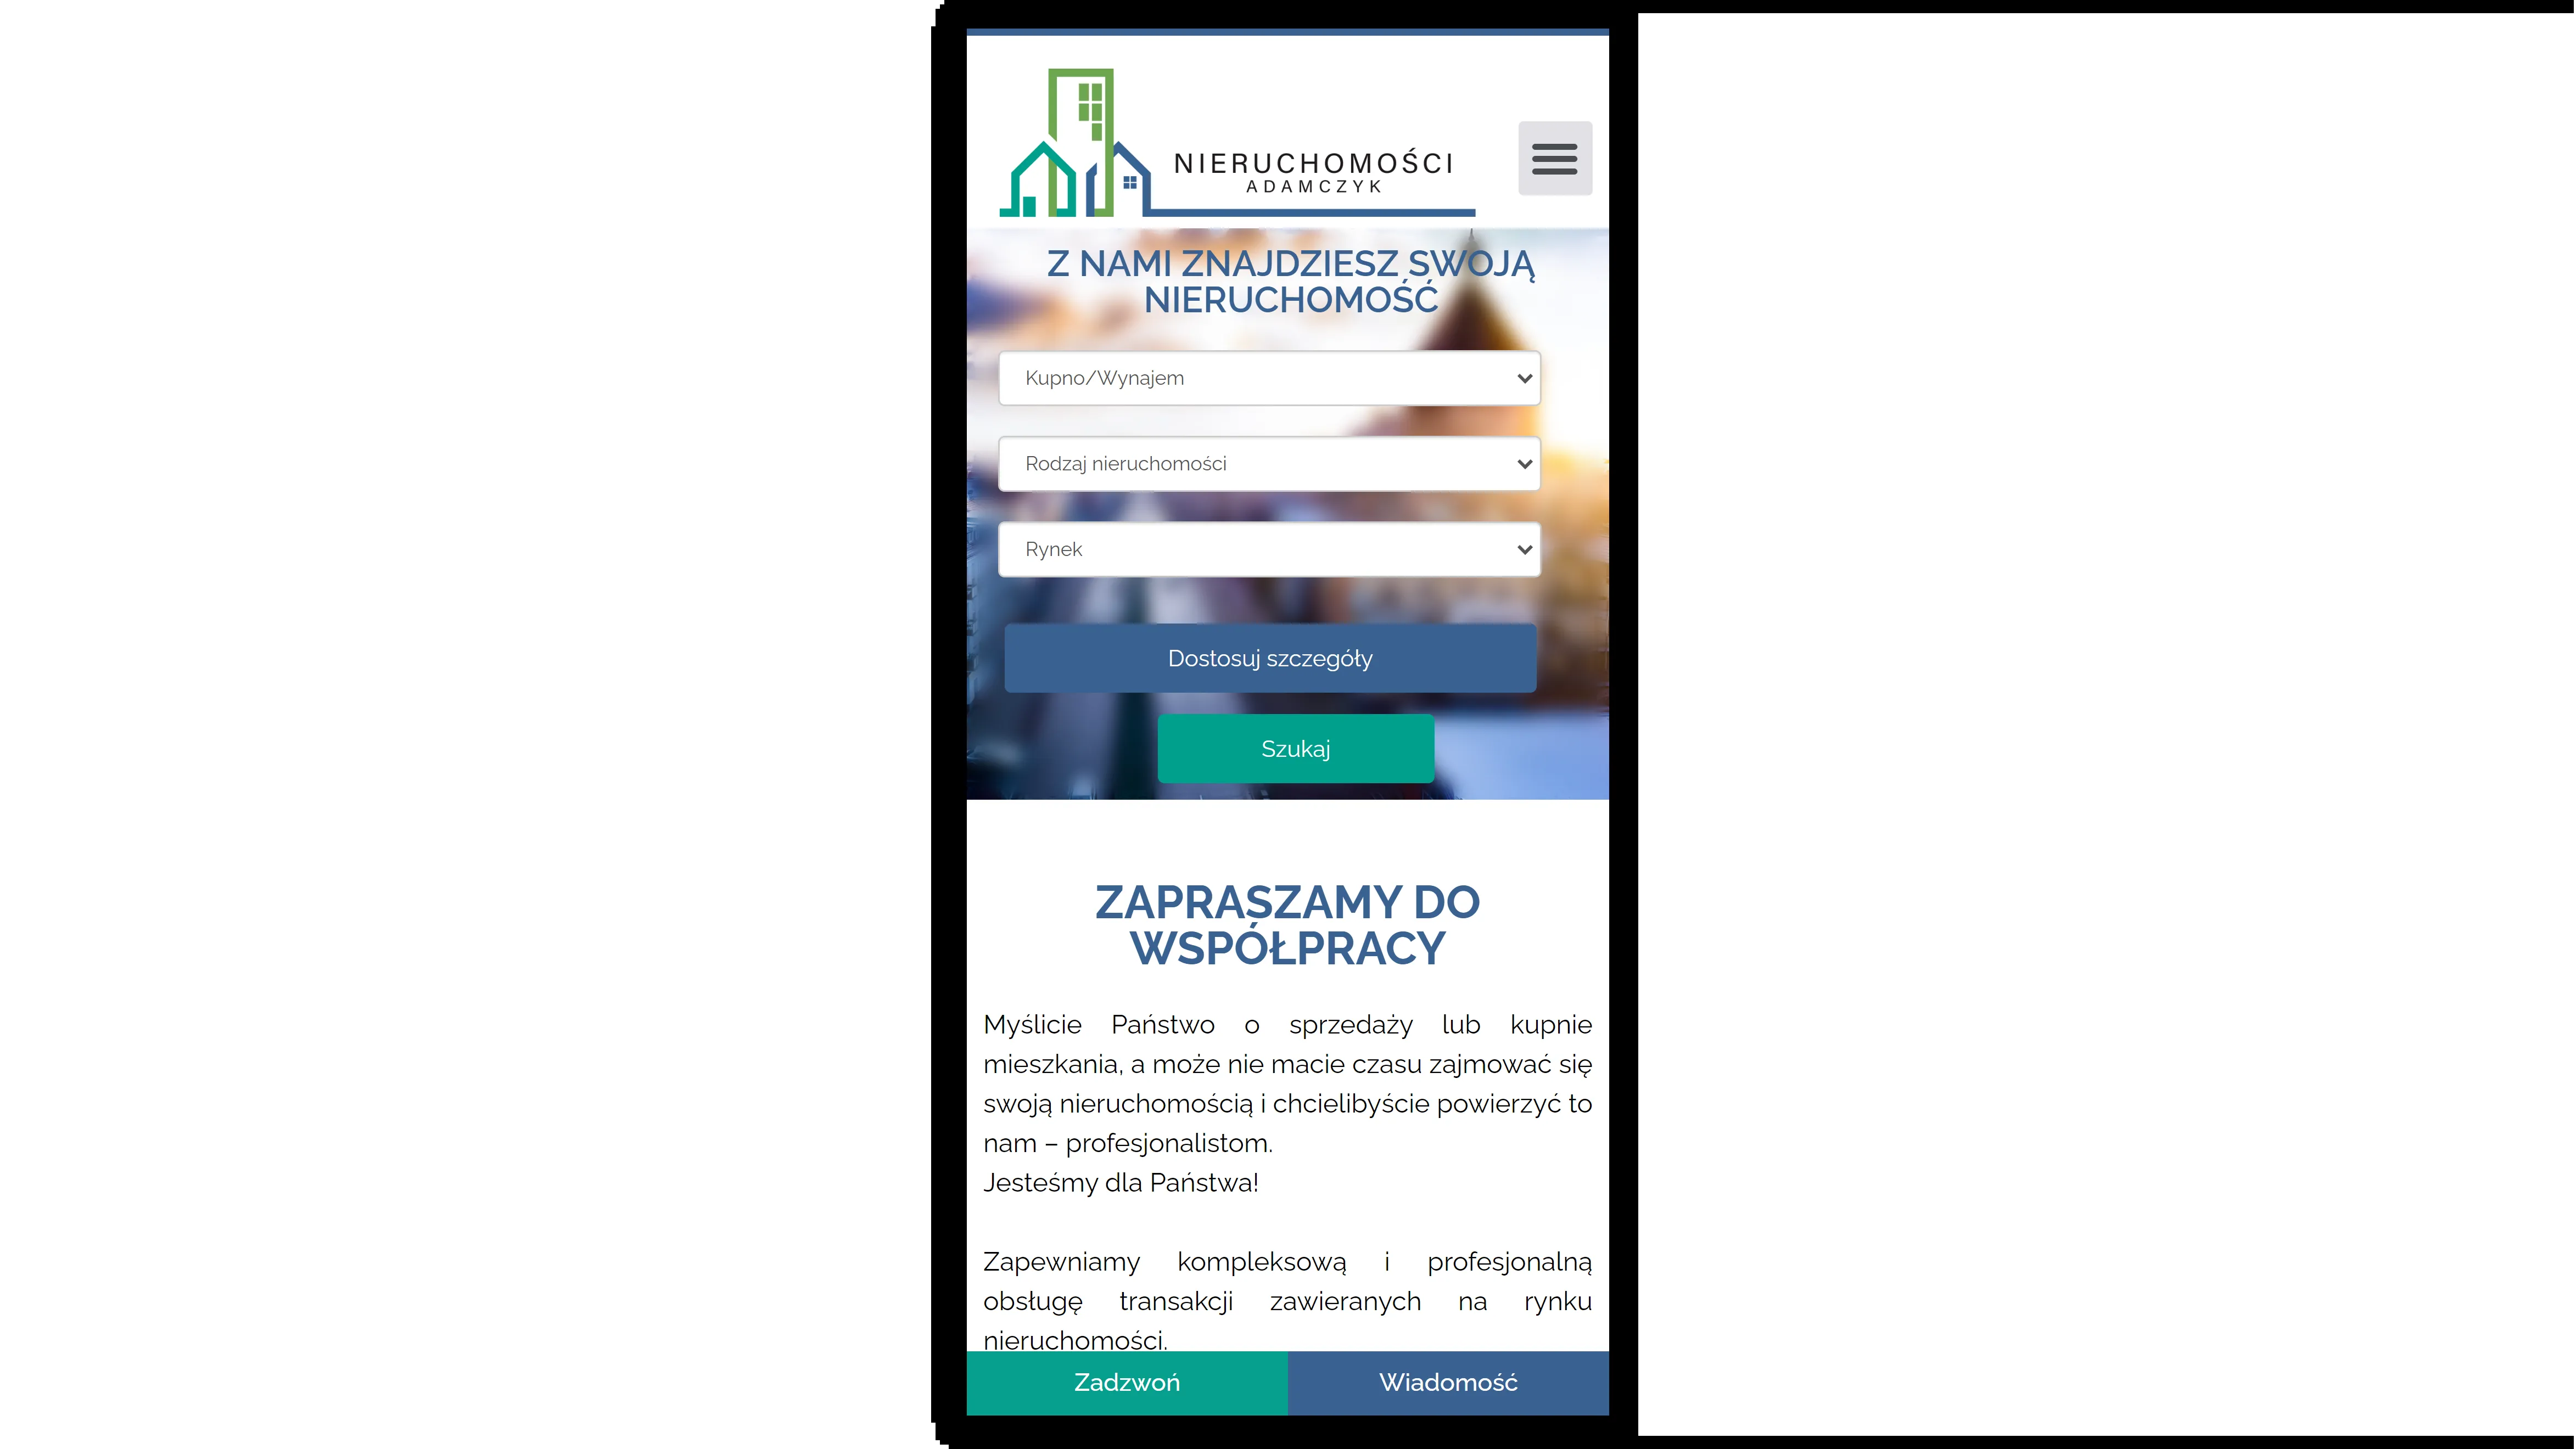 NIERUCHOMOŚCI
ADAMCZYK
Z NAMI ZNAJDZIESZ SWOJĄ
NIERUCHOMOŚĆ
Kupno/Wynajem
Rodzaj nieruchomości
Rynek
Dostosuj szczegóły
Szukaj
ZAPRASZAMY DO
WSPÓŁPRACY
Myślicie Państwo o sprzedaży lub kupnie
mieszkania, a może nie macie czasu zajmować się
swoją nieruchomością i chcielibyście powierzyć to
nam – profesjonalistom.
Jesteśmy dla Państwa!
Zapewniamy kompleksową i profesjonalną
obsługę transakcji zawieranych na rynku
nieruchomości.
Zadzwoń
Wiadomość